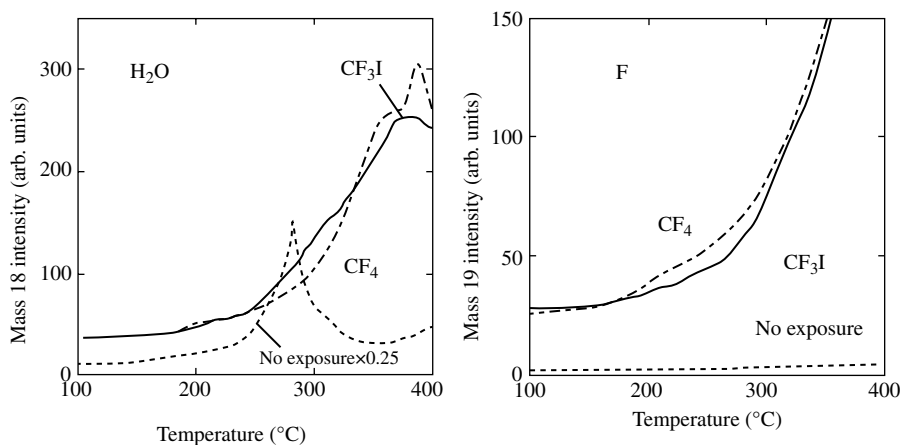 Mass 18 intensity (arb. units)
300
200
100
0
H2O
CF3I
CF4
No exposure×0.25
100
200
300
400
Temperature (°C)
Mass 19 intensity (arb. units)
150
100
50
0
F
CF4
CF3I
No exposure
100
200
300
400
Temperature (°C)